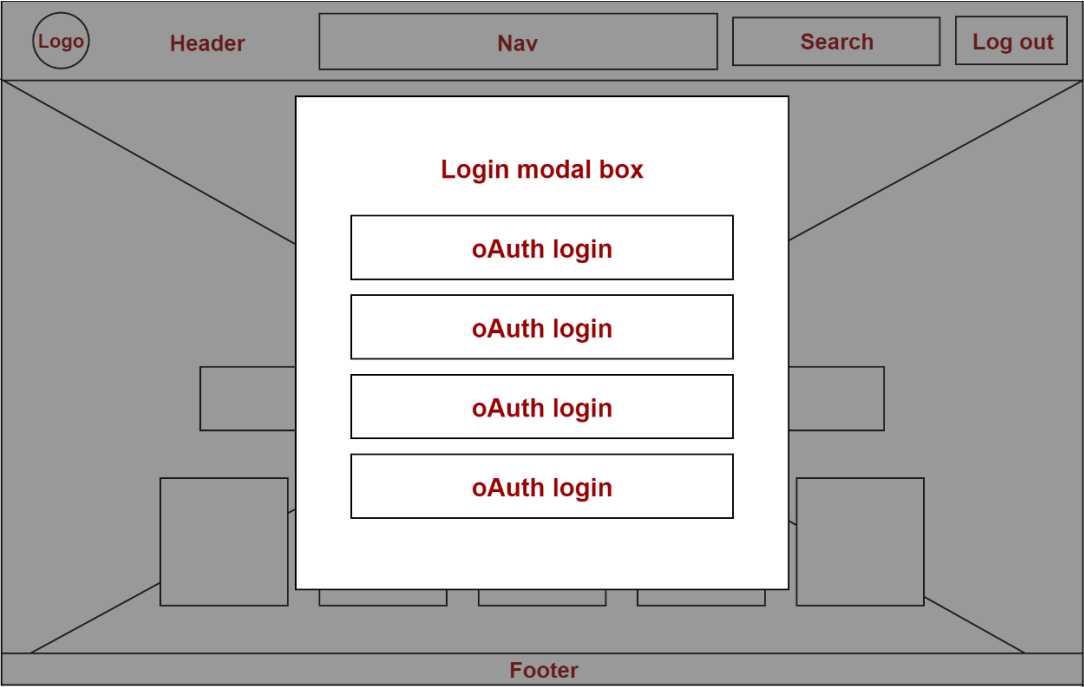 Logo
Header
Nav
Search
Log out
Login modal box
oAuth login
oAuth login
oAuth login
oAuth login
Footer